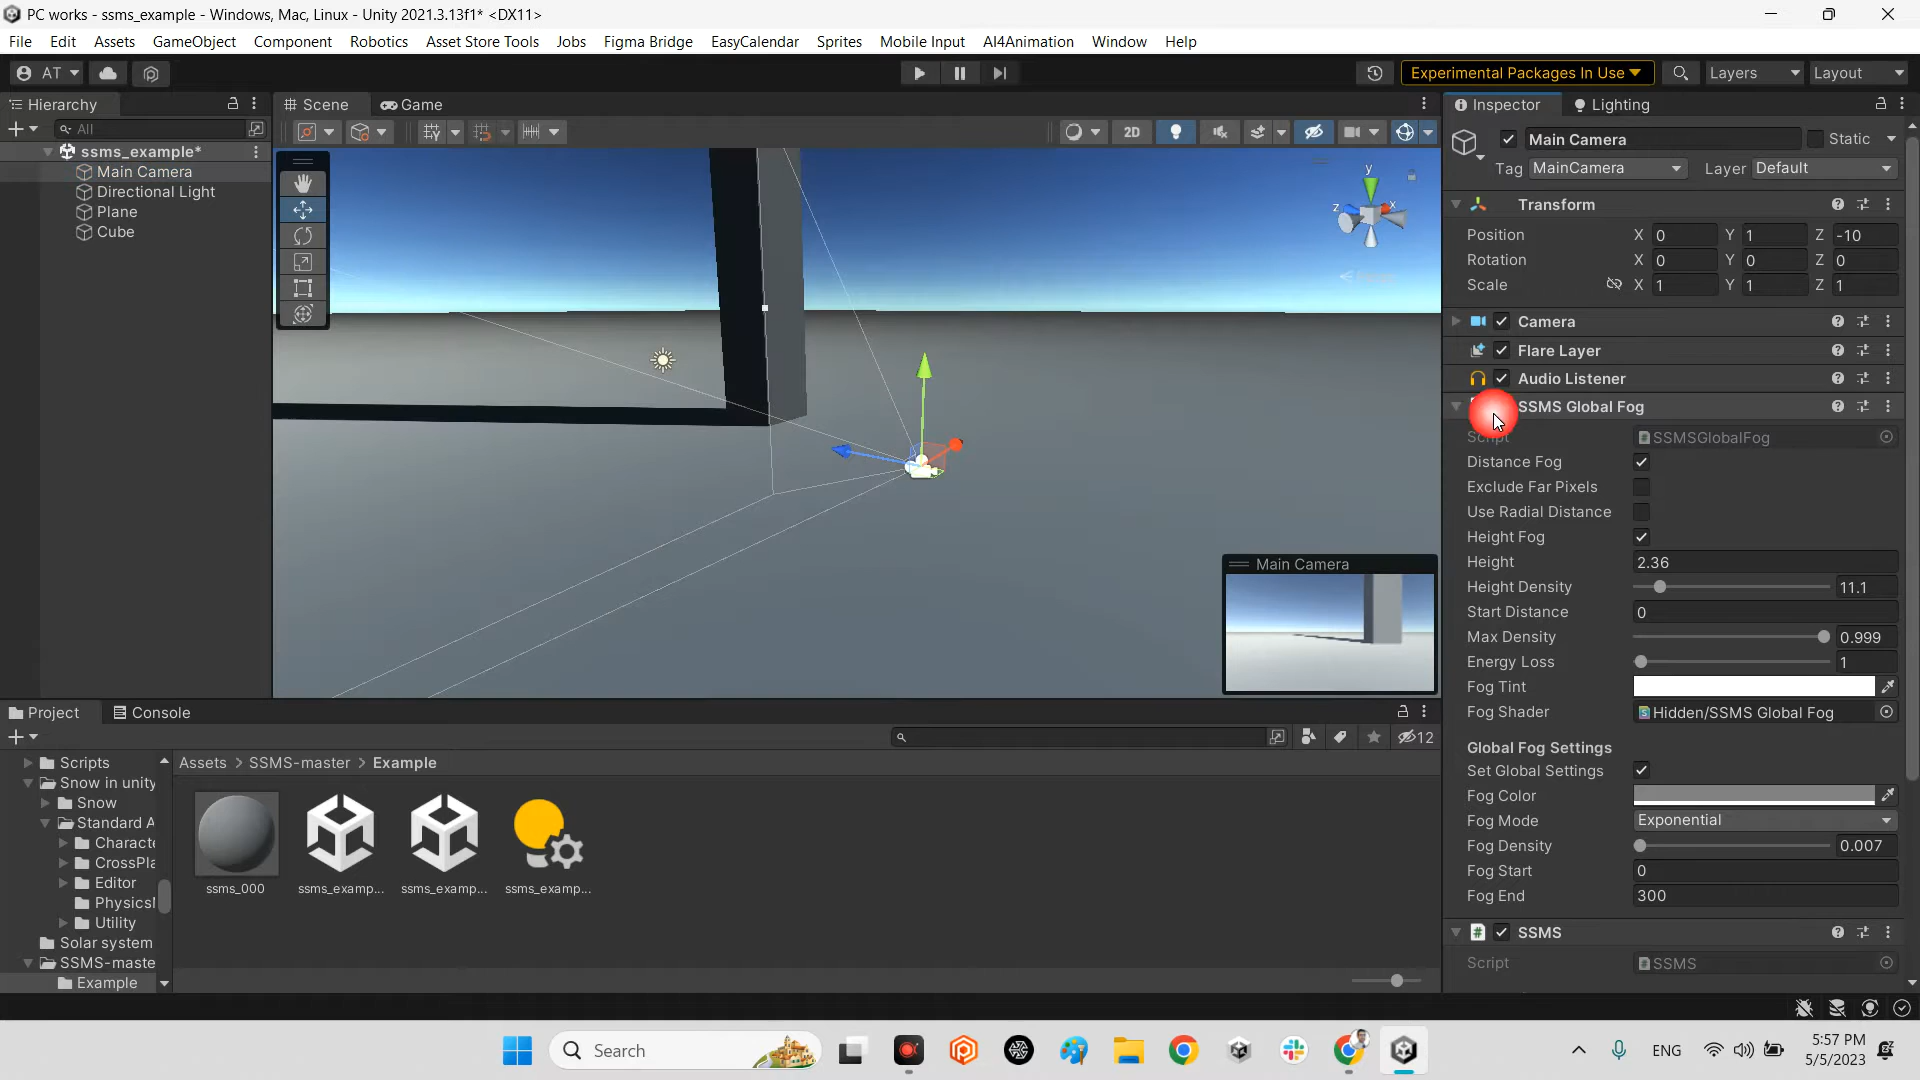 PC works - ssms_example - Windows, Mac, Linux - Unity 2021.3.13f1* <DX11>
File Edit Assets GameObject Component Robotics Asset Store Tools Jobs Figma Bridge EasyCalendar Sprites Mobile Input AI4Animation Window Help
AT Experimental Packages In Use Layers Layout
Hierarchy
All
ssms_example*
Main Camera
Directional Light
Plane
Cube
Scene Game
2D
y
z x
Main Camera
Inspector Lighting
Main Camera Static
Tag MainCamera Layer Default
Transform
Position X 0 Y 1 Z -10
Rotation X 0 Y 0 Z 0
Scale X 1 Y 1 Z 1
Camera
Flare Layer
Audio Listener
SSMS Global Fog
Script SSMSGlobalFog
Distance Fog
Exclude Far Pixels
Use Radial Distance
Height Fog
Height 2.36
Height Density 11.1
Start Distance 0
Max Density 0.999
Energy Loss 1
Fog Tint
Fog Shader Hidden/SSMS Global Fog
Global Fog Settings
Set Global Settings
Fog Color
Fog Mode Exponential
Fog Density 0.007
Fog Start 0
Fog End 300
# SSMS
Script SSMS
Project Console
12
Scripts
Snow in unity
Snow
Standard A
Characte
CrossPla
Editor
PhysicsM
Utility
Solar system
SSMS-maste
Example
Assets > SSMS-master > Example
ssms_000 ssms_examp... ssms_examp... ssms_examp...
Search
ENG
5:57 PM
5/5/2023